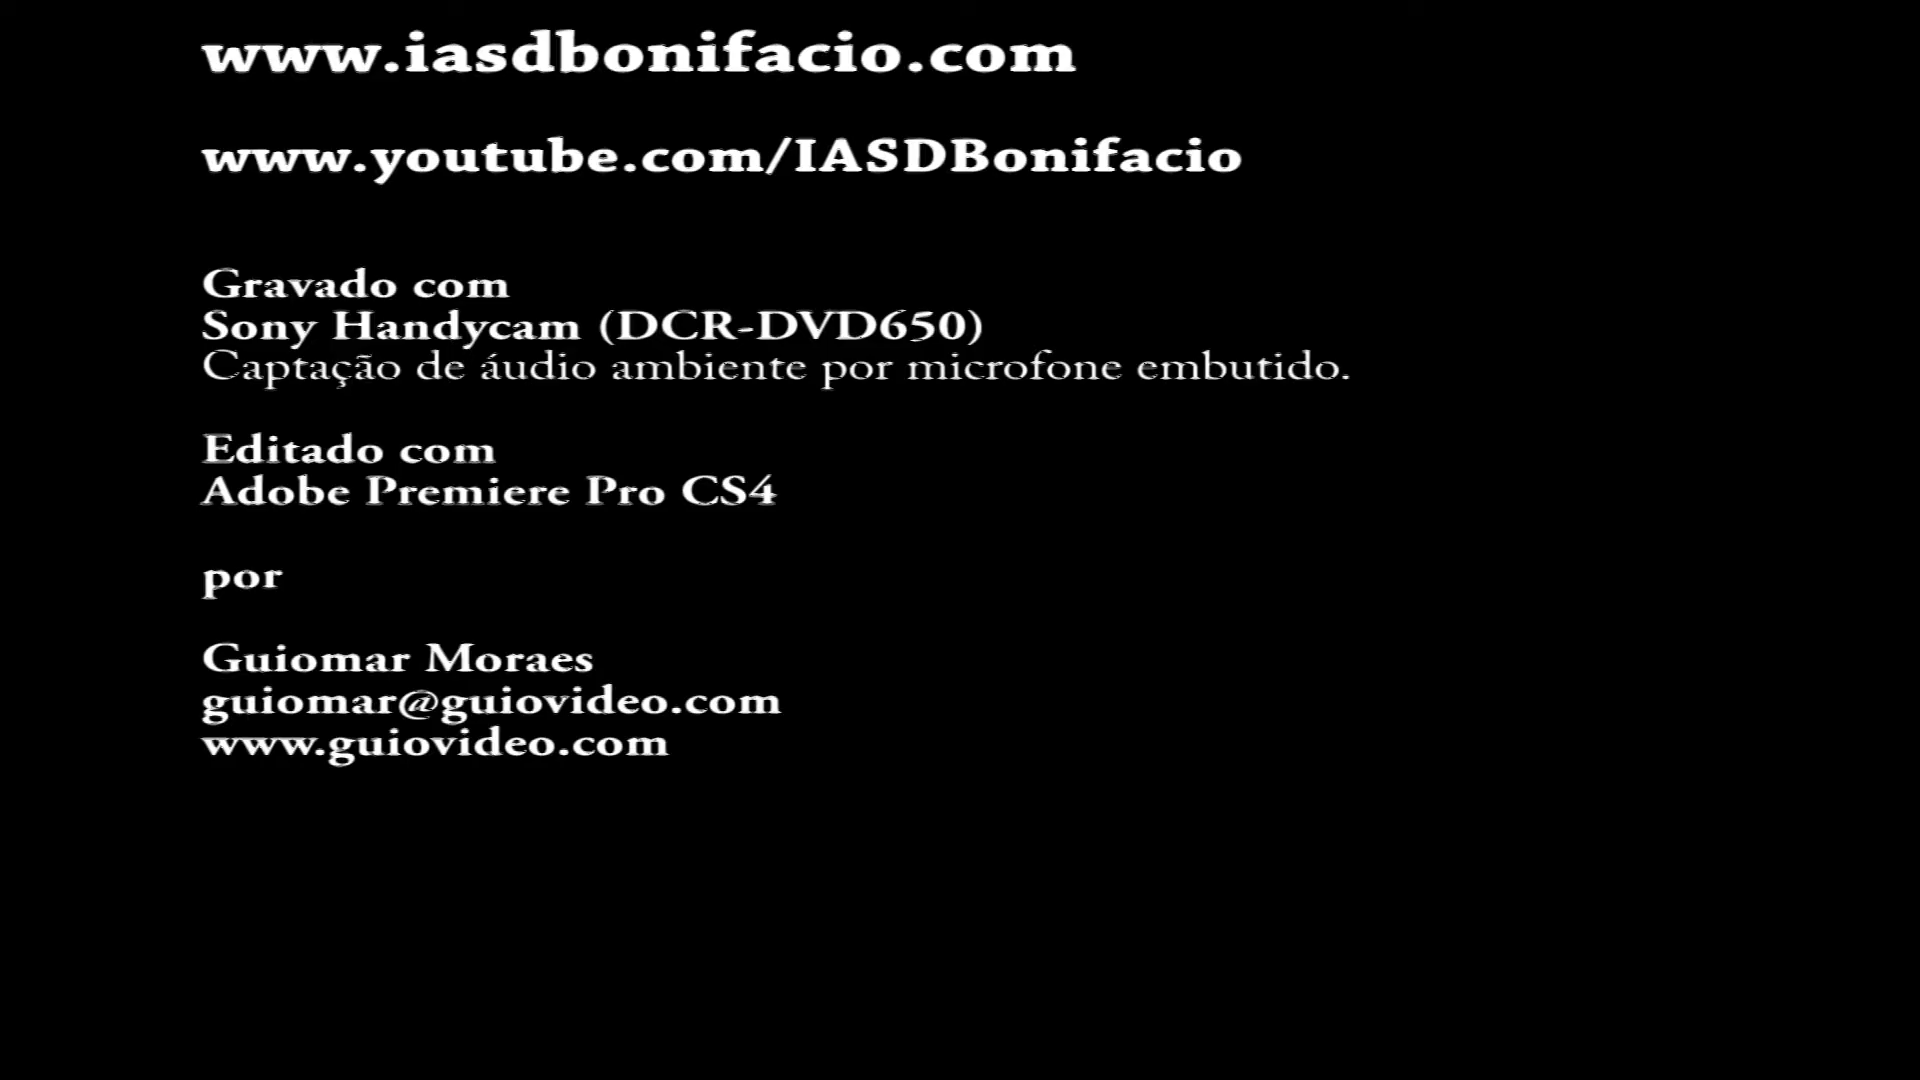 www.iasdbonifacio.com
www.youtube.com/IASDBonifacio
Gravado com
Sony Handycam (DCR-DVD650)
Captação de áudio ambiente por microfone embutido.
Editado com
Adobe Premiere Pro CS4
por
Guiomar Moraes
guiomar@guiovideo.com
www.guiovideo.com